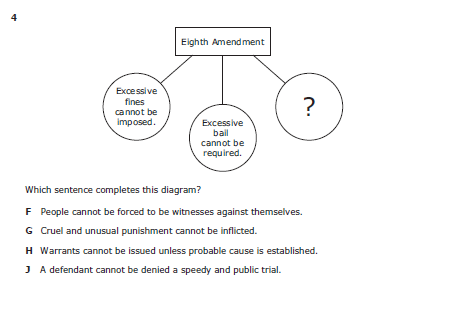 4
Eighth Amendment
Excessive
fines
cannot be
imposed.
Excessive
bail
cannot be
required.
?
Which sentence completes this diagram?
F People cannot be forced to be witnesses against themselves.
G Cruel and unusual punishment cannot be inflicted.
H Warrants cannot be issued unless probable cause is established.
J A defendant cannot be denied a speedy and public trial.